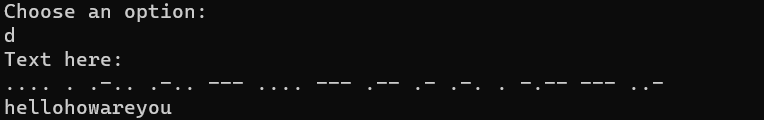 Choose an option:
d
Text here:
.... . .-.. .-.. --- .... --- .-- .- .-. . -.-- --- ..-
hellohowareyou